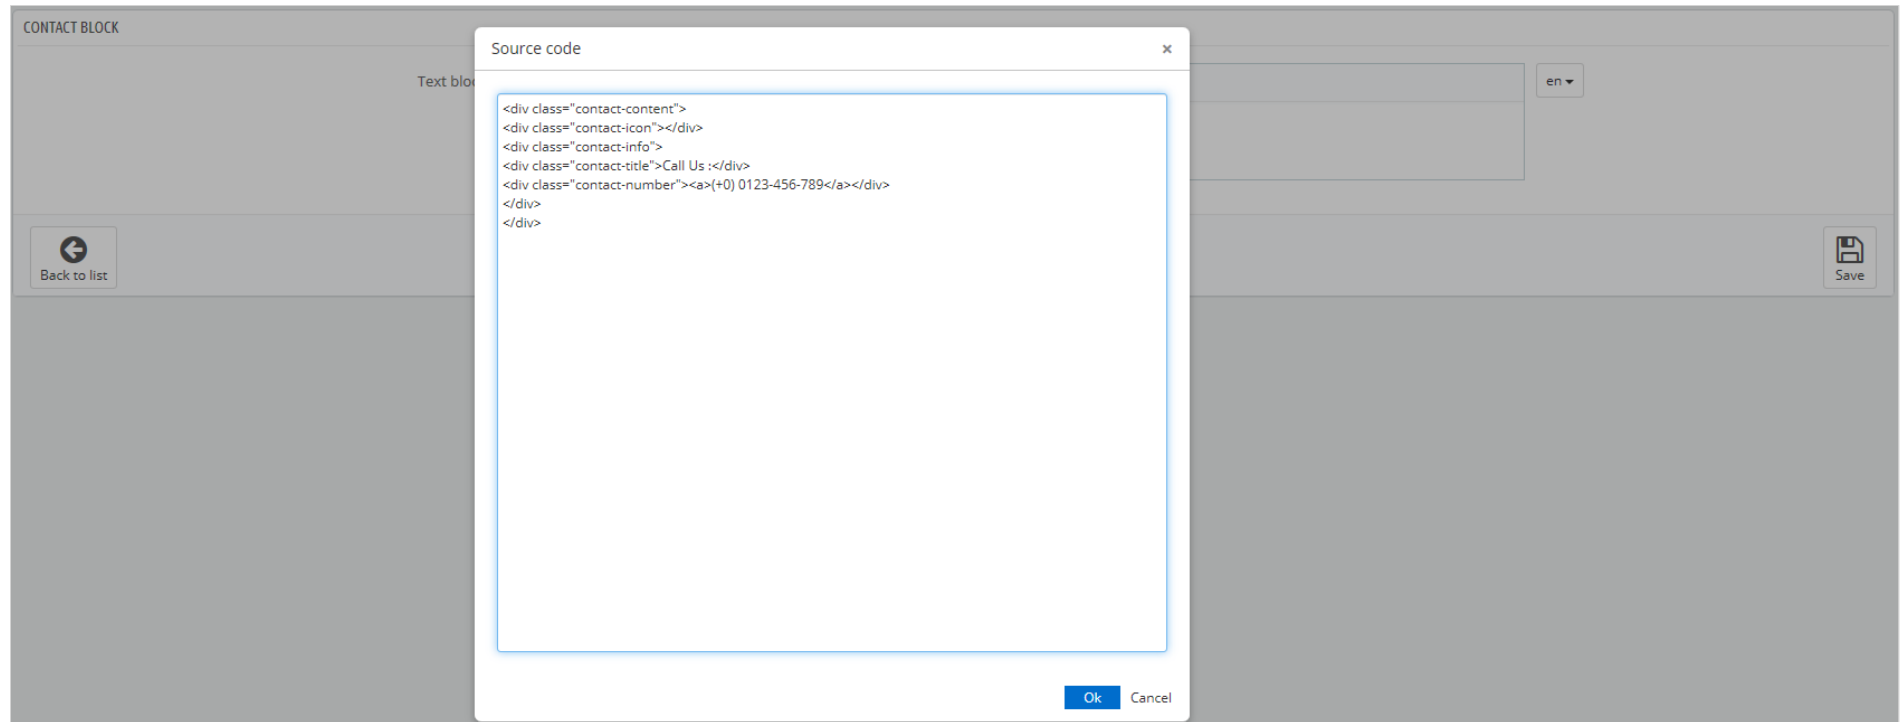 CONTACT BLOCK
Source code
×
Text bloc
en
<div class="contact-content">
<div class="contact-icon"></div>
<div class="contact-info">
<div class="contact-title">Call Us :</div>
<div class="contact-number"><a>(+0) 0123-456-789</a></div>
</div>
</div>
Back to list
Save
Ok Cancel